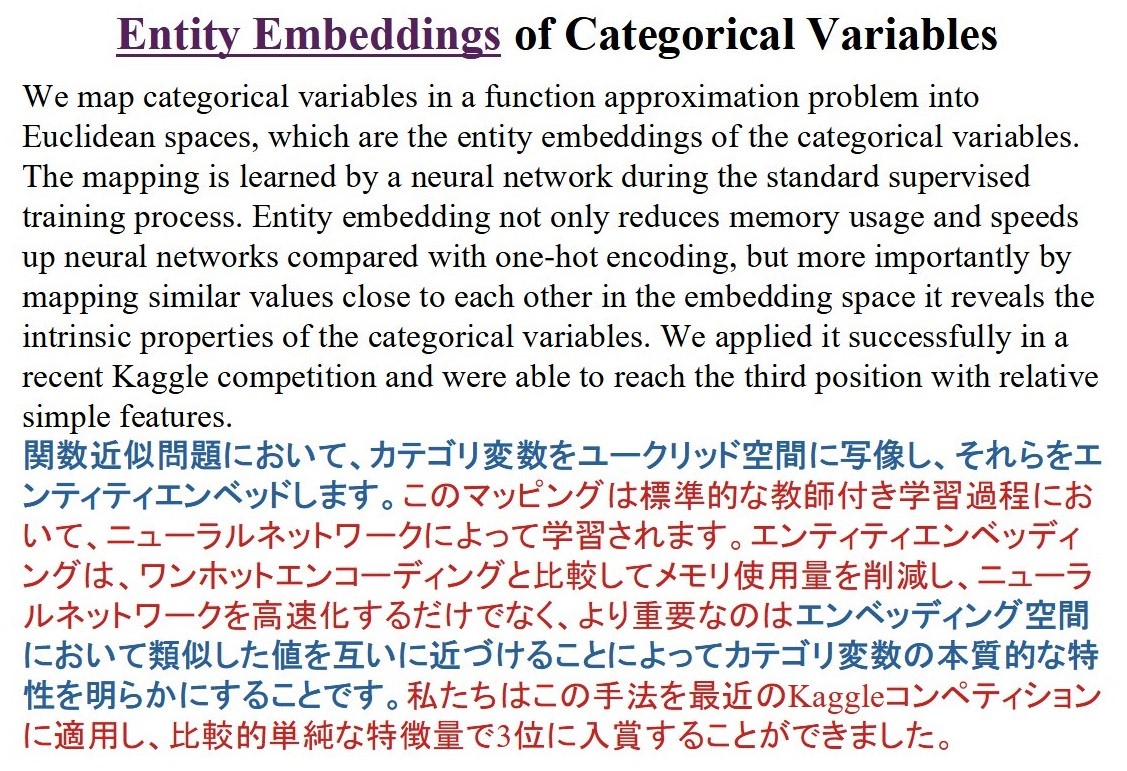 Entity Embeddings of Categorical Variables
We map categorical variables in a function approximation problem into
Euclidean spaces, which are the entity embeddings of the categorical variables.
The mapping is learned by a neural network during the standard supervised
training process. Entity embedding not only reduces memory usage and speeds
up neural networks compared with one-hot encoding, but more importantly by
mapping similar values close to each other in the embedding space it reveals the
intrinsic properties of the categorical variables. We applied it successfully in a
recent Kaggle competition and were able to reach the third position with relative
simple features.
関数近似問題において、カテゴリ変数をユークリッド空間に写像し、それらをエ
ンティティエンベッドします。このマッピングは標準的な教師付き学習過程にお
いて、ニューラルネットワークによって学習されます。エンティティエンベッディ
ングは、ワンホットエンコーディングと比較してメモリ使用量を削減し、ニューラ
ルネットワークを高速化するだけでなく、より重要なのはエンベッディング空間
において類似した値を互いに近づけることによってカテゴリ変数の本質的な特
性を明らかにすることです。私たちはこの手法を最近のKaggleコンペティション
に適用し、比較的単純な特徴量で3位に入賞することができました。